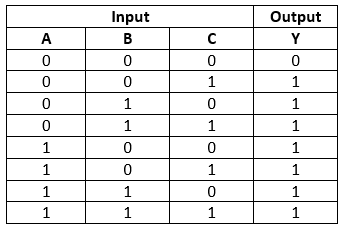 Input Output
A B C Y
0 0 0 0
0 0 1 1
0 1 0 1
0 1 1 1
1 0 0 1
1 0 1 1
1 1 0 1
1 1 1 1